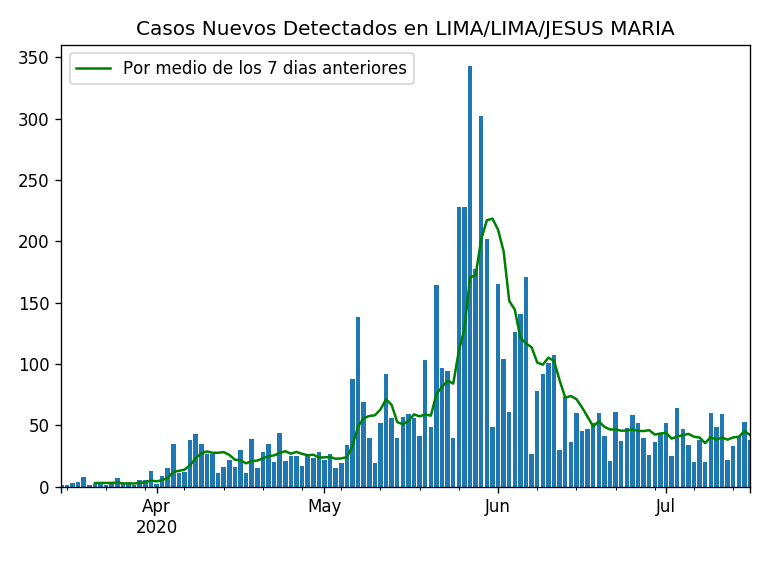 Casos Nuevos Detectados en LIMA/LIMA/JESUS MARIA
Por medio de los 7 dias anteriores
350
300
250
200
150
100
50
0
Apr
2020
May
Jun
Jul